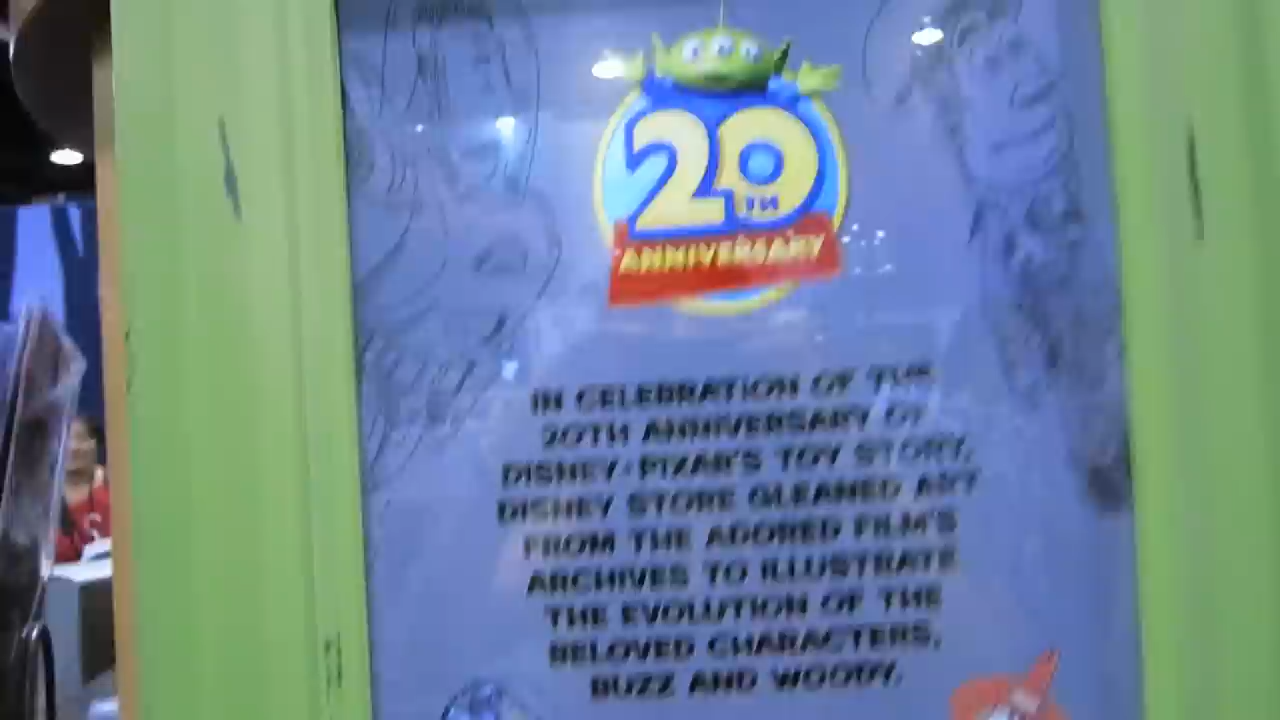 20TH
ANNIVERSARY
IN CELEBRATION OF THE
20TH ANNIVERSARY OF
DISNEY•PIXAR'S TOY STORY,
DISNEY STORE GLEANED ART
FROM THE ADORED FILM'S
ARCHIVES TO ILLUSTRATE
THE EVOLUTION OF THE
BELOVED CHARACTERS,
BUZZ AND WOODY.